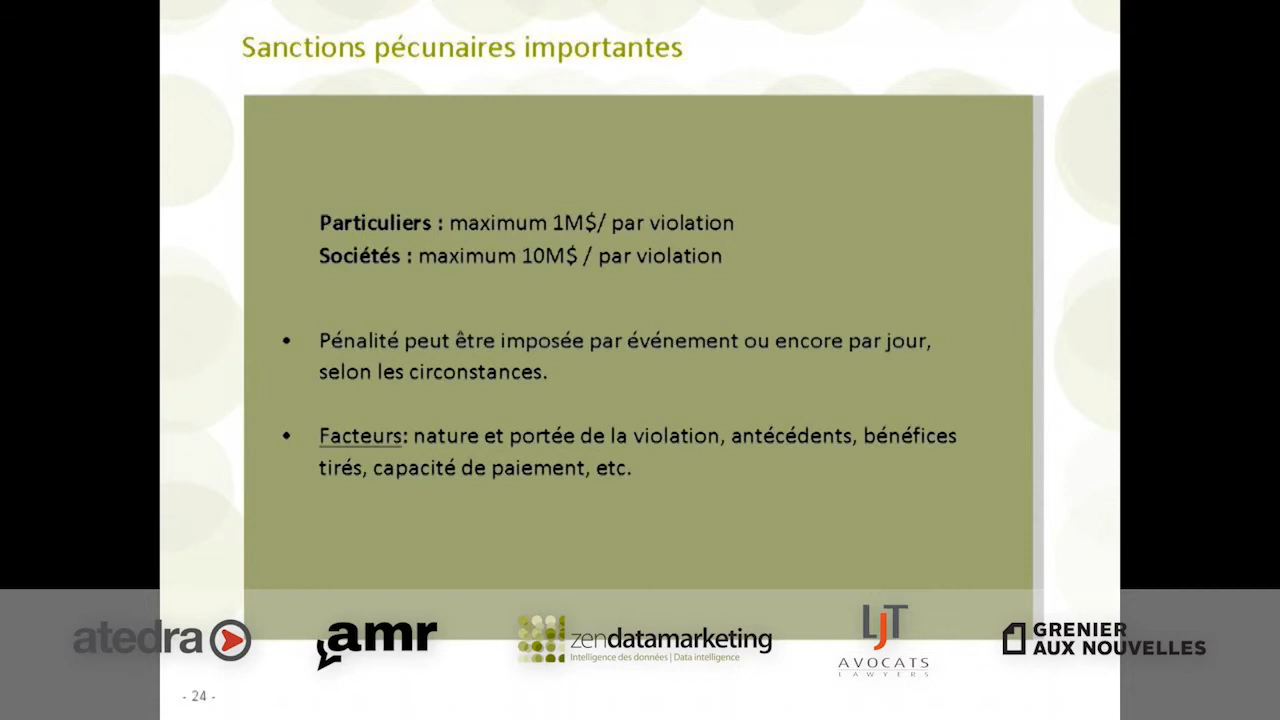 Sanctions pécunaires importantes
Particuliers : maximum 1M$/ par violation
Sociétés : maximum 10M$ / par violation
• Pénalité peut être imposée par événement ou encore par jour,
selon les circonstances.
• Facteurs: nature et portée de la violation, antécédents, bénéfices
tirés, capacité de paiement, etc.
atedra
amr
zendatamarketing
Intelligence des données | Data intelligence
LJT
AVOCATS
LAWYERS
GRENIER
AUX NOUVELLES
- 24 -